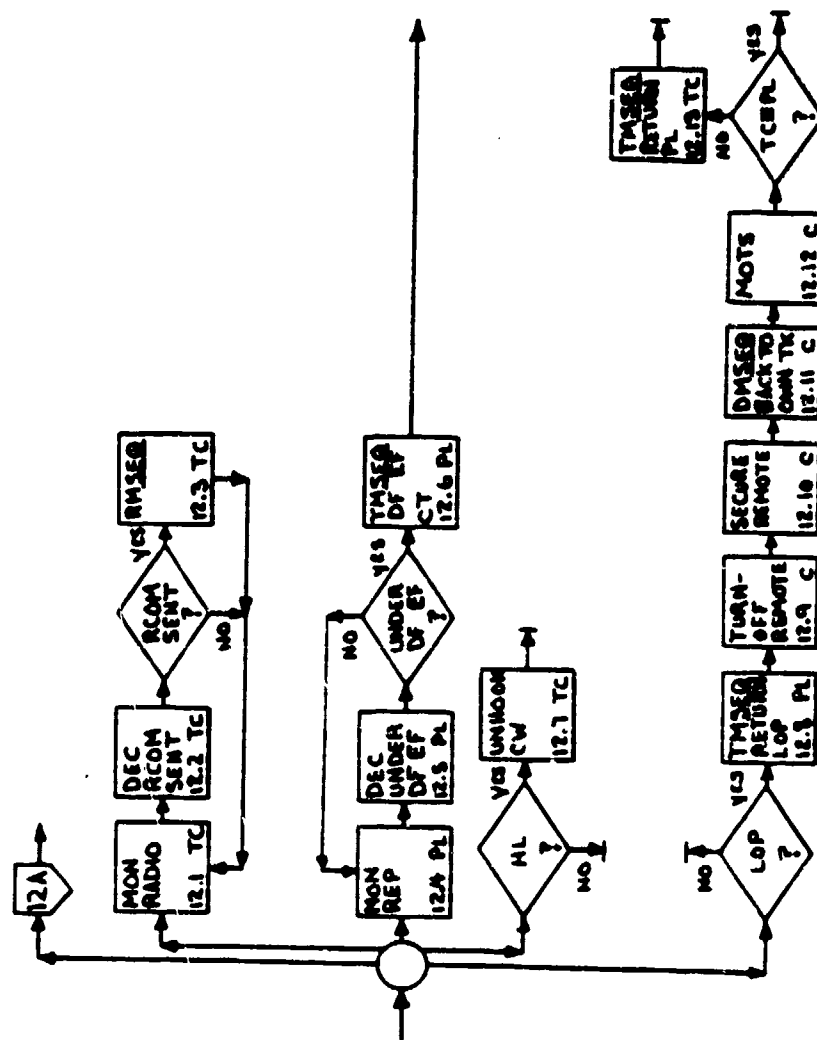 12A
MON
RADIO
12.1 TC
DEC
RCOM
SENT
12.2 TC
RCOM
SENT
?
YES
NO
RMSEQ
12.3 TC
MON
REP
12.4 PL
DEC
UNDER
DF EF
12.5 PL
UNDER
DF EF
?
NO
YES
TMSEQ
DF EF
CT
12.6 PL
HL
?
YES
NO
UNHOOK
CW
12.7 TC
LOP
?
NO
YES
TMSEQ
RETURN
LOP
12.8 PL
TURN-
OFF
REMOTE
12.9 C
SECURE
REMOTE
12.10 C
DMSEQ
BACK TO
OWN TK
12.11 C
MOTS
12.12 C
TC≡PL
?
NO
YES
TMSEQ
RETURN
PL
12.13 TC